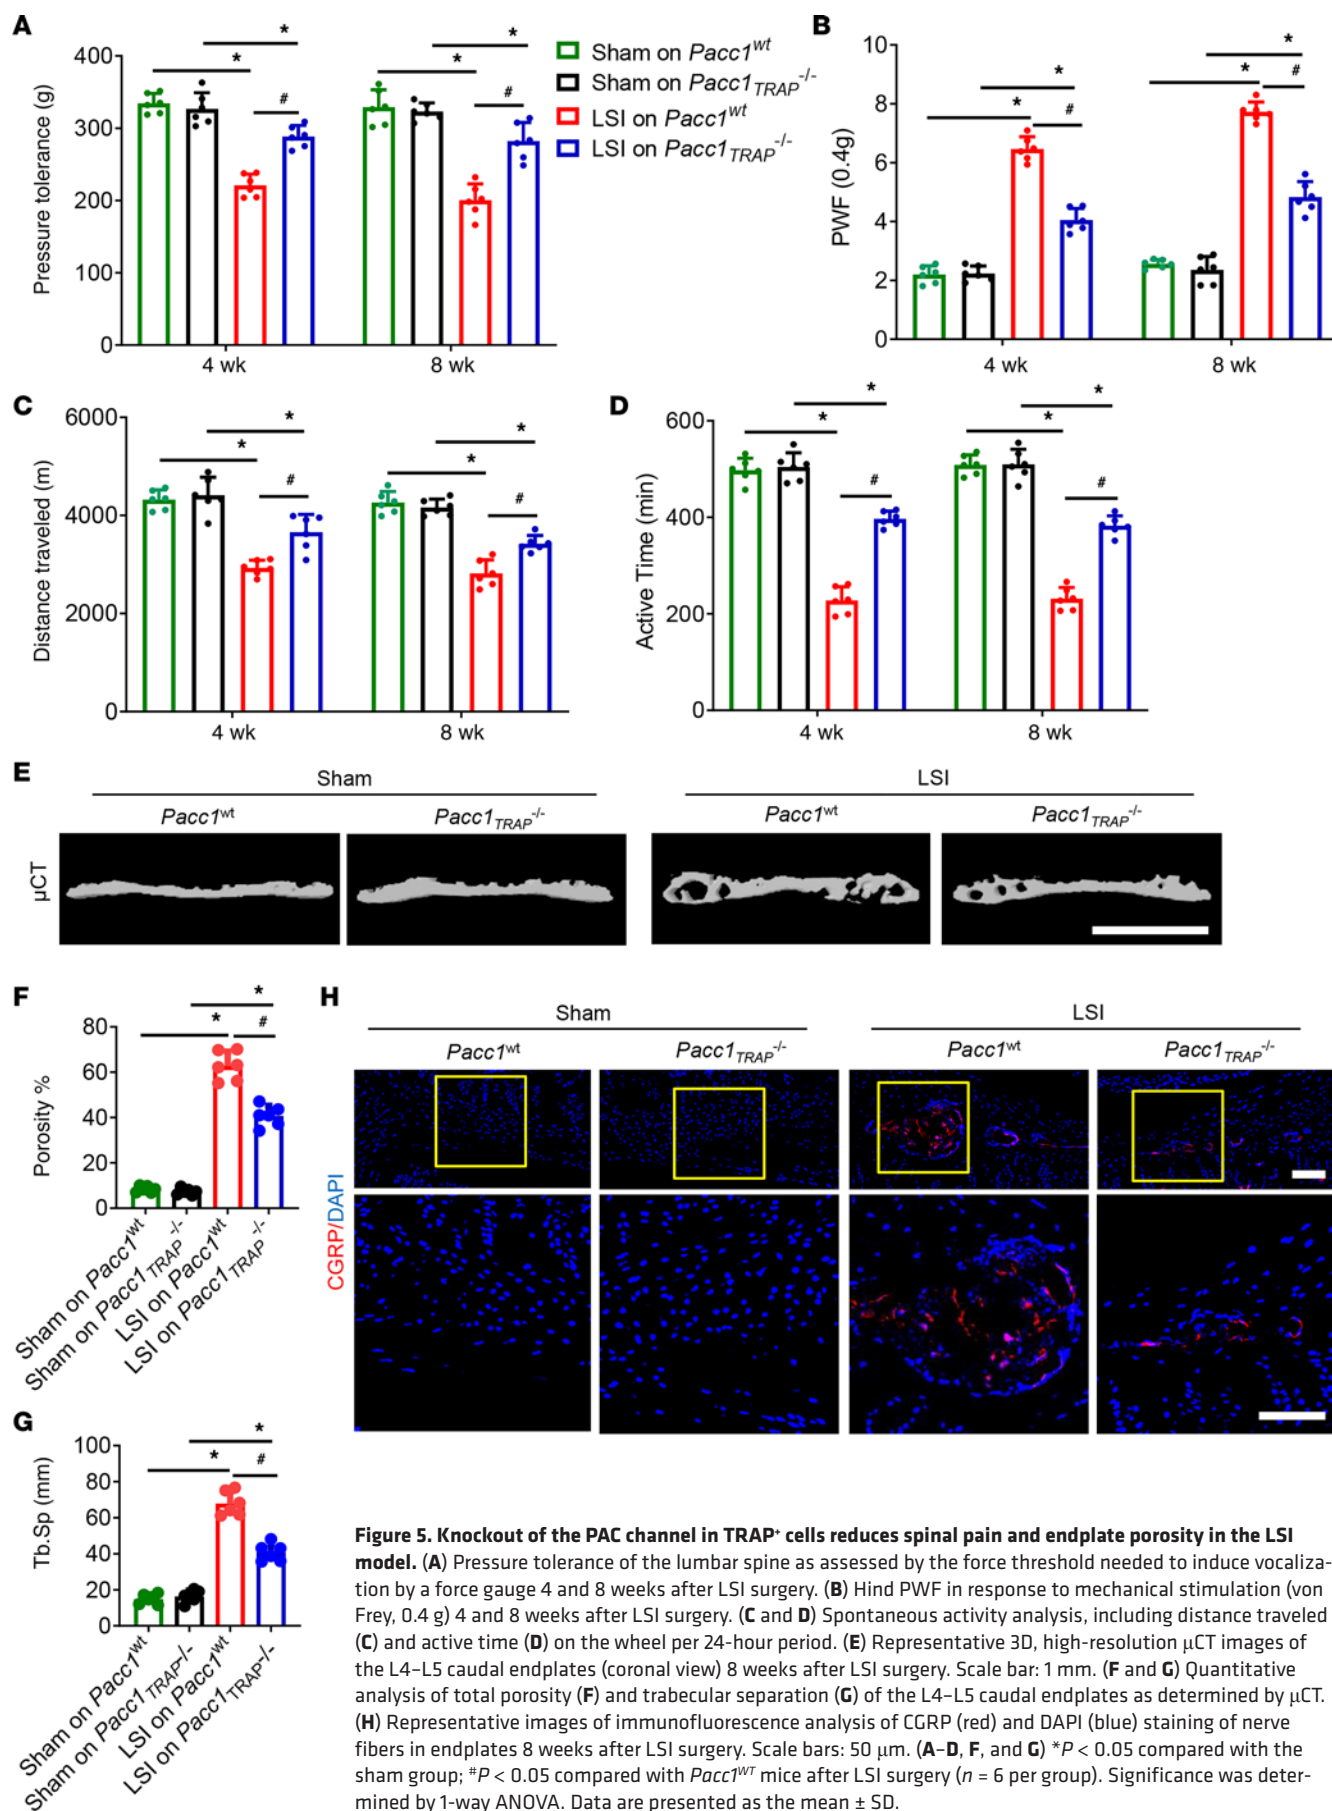 A
Pressure tolerance (g)
400
300
200
100
0
4 wk
8 wk
*
*
#
*
*
#
Sham on Pacc1wt
Sham on Pacc1TRAP-/-
LSI on Pacc1wt
LSI on Pacc1TRAP-/-
B
PWF (0.4g)
10
8
6
4
2
0
4 wk
8 wk
*
*
#
*
*
#
C
Distance traveled (m)
6000
4000
2000
0
4 wk
8 wk
*
*
#
*
*
#
D
Active Time (min)
600
400
200
0
4 wk
8 wk
*
*
#
*
*
#
E
Sham
LSI
Pacc1wt
Pacc1TRAP-/-
Pacc1wt
Pacc1TRAP-/-
μCT
F
Porosity %
80
60
40
20
0
*
*
#
Sham on Pacc1wt
Sham on Pacc1TRAP-/-
LSI on Pacc1wt
LSI on Pacc1TRAP-/-
G
Tb.Sp (mm)
100
80
60
40
20
0
*
*
#
Sham on Pacc1wt
Sham on Pacc1TRAP-/-
LSI on Pacc1wt
LSI on Pacc1TRAP-/-
H
Sham
LSI
Pacc1wt
Pacc1TRAP-/-
Pacc1wt
Pacc1TRAP-/-
CGRP/DAPI
Figure 5. Knockout of the PAC channel in TRAP+ cells reduces spinal pain and endplate porosity in the LSI
model. (A) Pressure tolerance of the lumbar spine as assessed by the force threshold needed to induce vocaliza-
tion by a force gauge 4 and 8 weeks after LSI surgery. (B) Hind PWF in response to mechanical stimulation (von
Frey, 0.4 g) 4 and 8 weeks after LSI surgery. (C and D) Spontaneous activity analysis, including distance traveled
(C) and active time (D) on the wheel per 24-hour period. (E) Representative 3D, high-resolution μCT images of
the L4–L5 caudal endplates (coronal view) 8 weeks after LSI surgery. Scale bar: 1 mm. (F and G) Quantitative
analysis of total porosity (F) and trabecular separation (G) of the L4–L5 caudal endplates as determined by μCT.
(H) Representative images of immunofluorescence analysis of CGRP (red) and DAPI (blue) staining of nerve
fibers in endplates 8 weeks after LSI surgery. Scale bars: 50 μm. (A–D, F, and G) *P < 0.05 compared with the
sham group; #P < 0.05 compared with Pacc1WT mice after LSI surgery (n = 6 per group). Significance was deter-
mined by 1-way ANOVA. Data are presented as the mean ± SD.